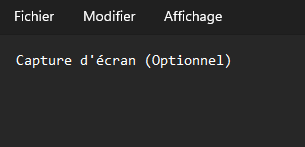 Fichier Modifier Affichage
Capture d'écran (Optionnel)